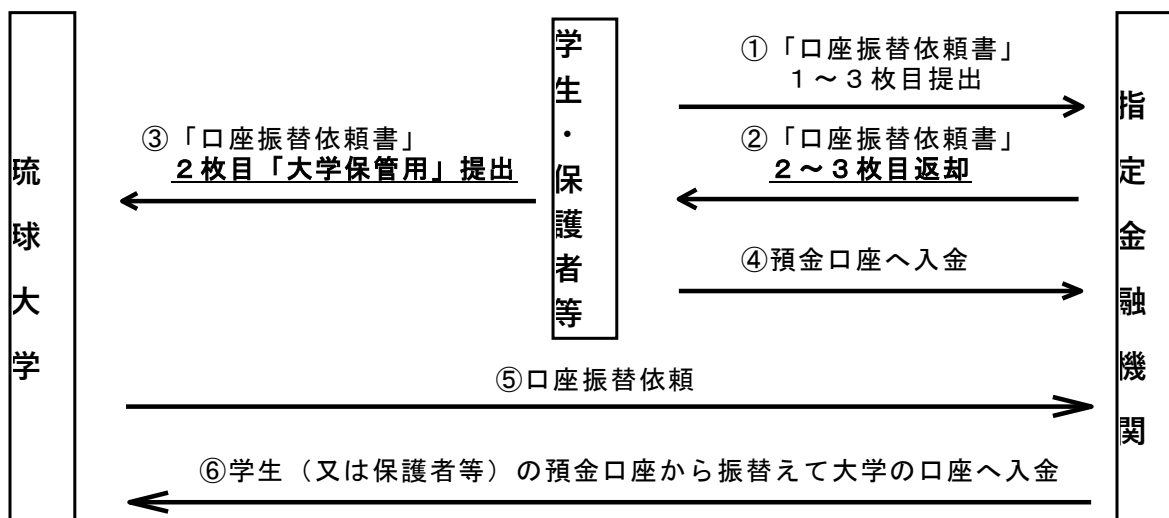 琉球大学
学生・保護者等
指定金融機関
①「口座振替依頼書」
１～３枚目提出
②「口座振替依頼書」
２～３枚目返却
③「口座振替依頼書」
２枚目「大学保管用」提出
④預金口座へ入金
⑤口座振替依頼
⑥学生（又は保護者等）の預金口座から振替えて大学の口座へ入金